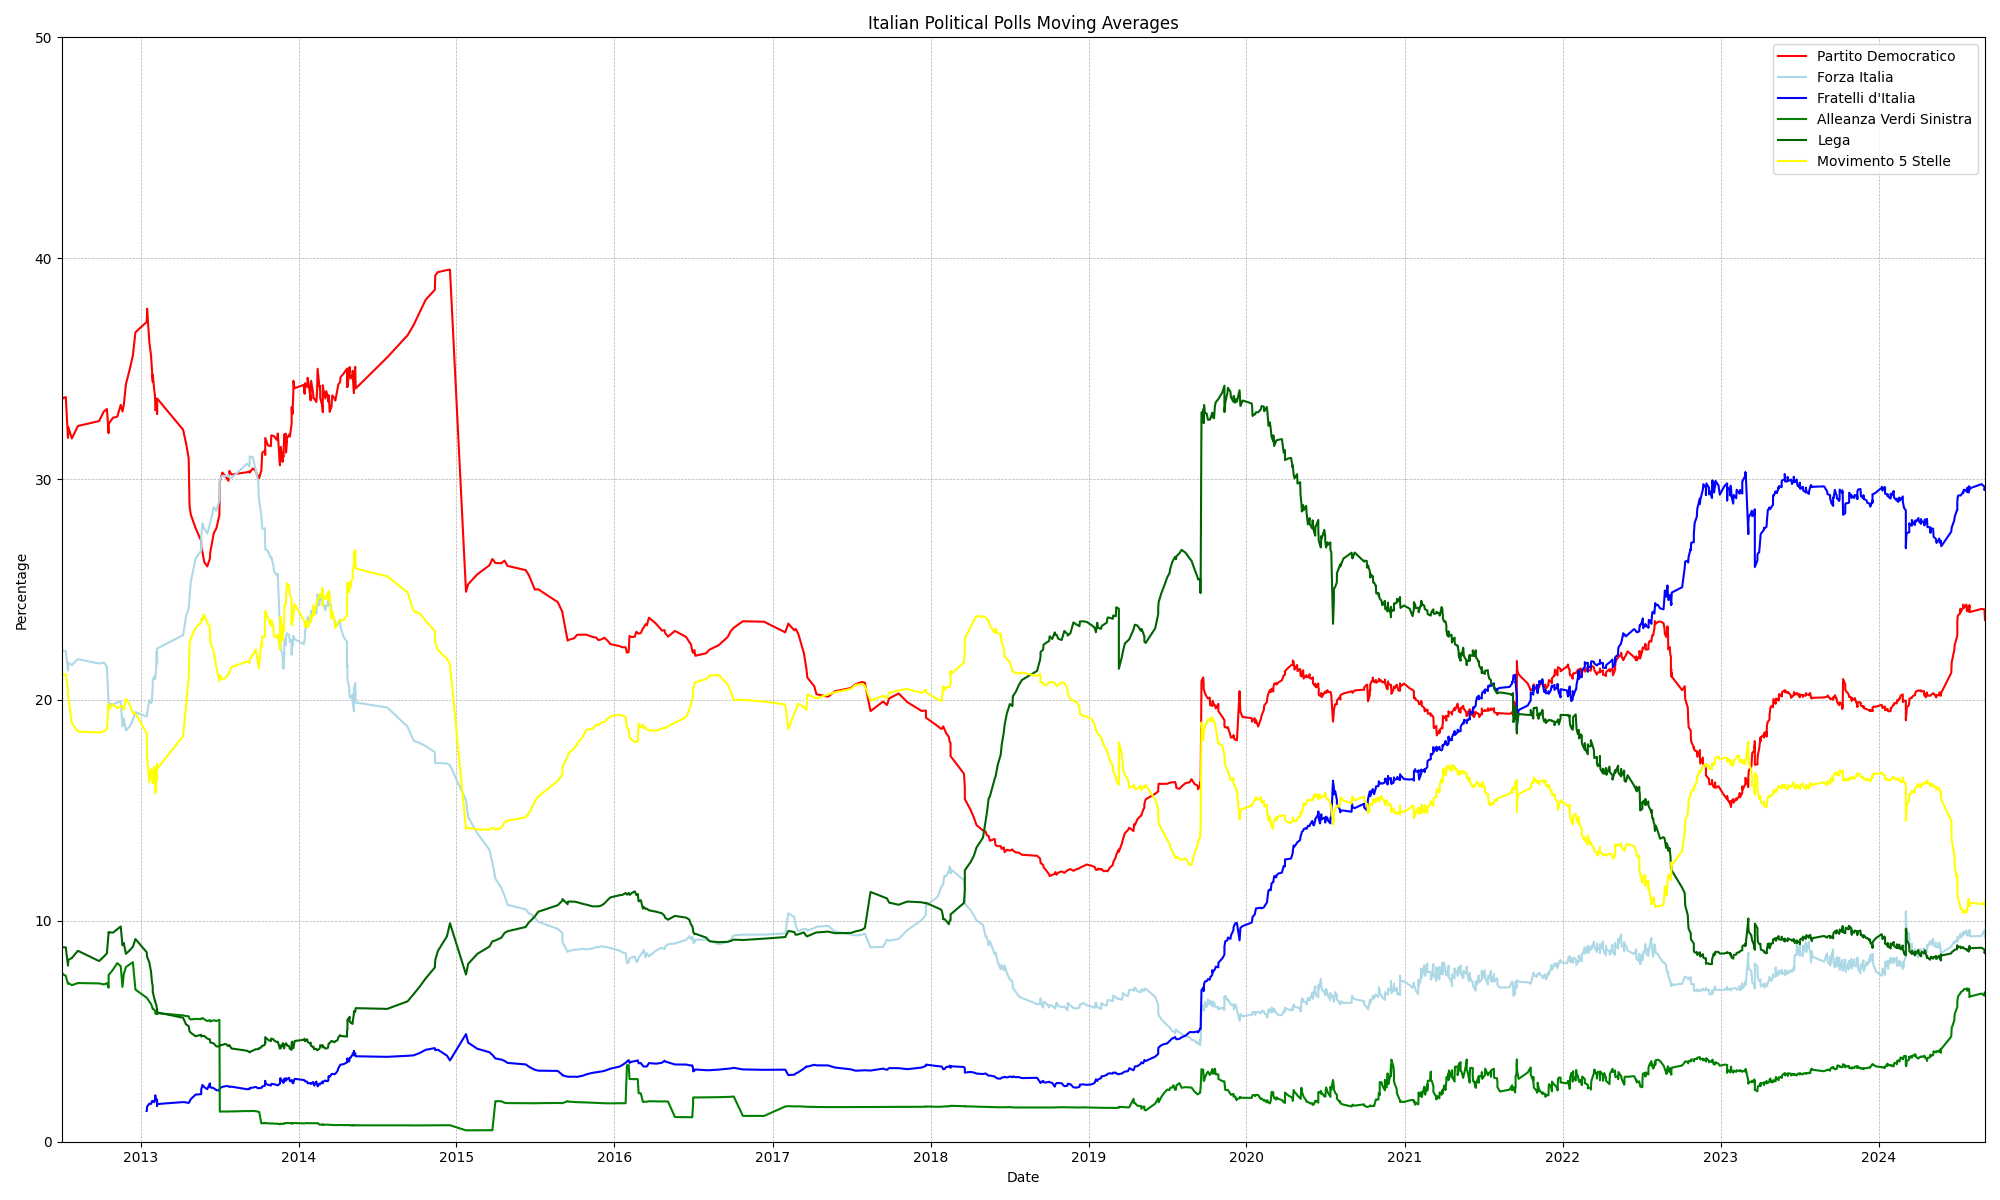 Italian Political Polls Moving Averages
50
40
30
20
10
0
Percentage
Partito Democratico
Forza Italia
Fratelli d'Italia
Alleanza Verdi Sinistra
Lega
Movimento 5 Stelle
2013 2014 2015 2016 2017 2018 2019 2020 2021 2022 2023 2024
Date